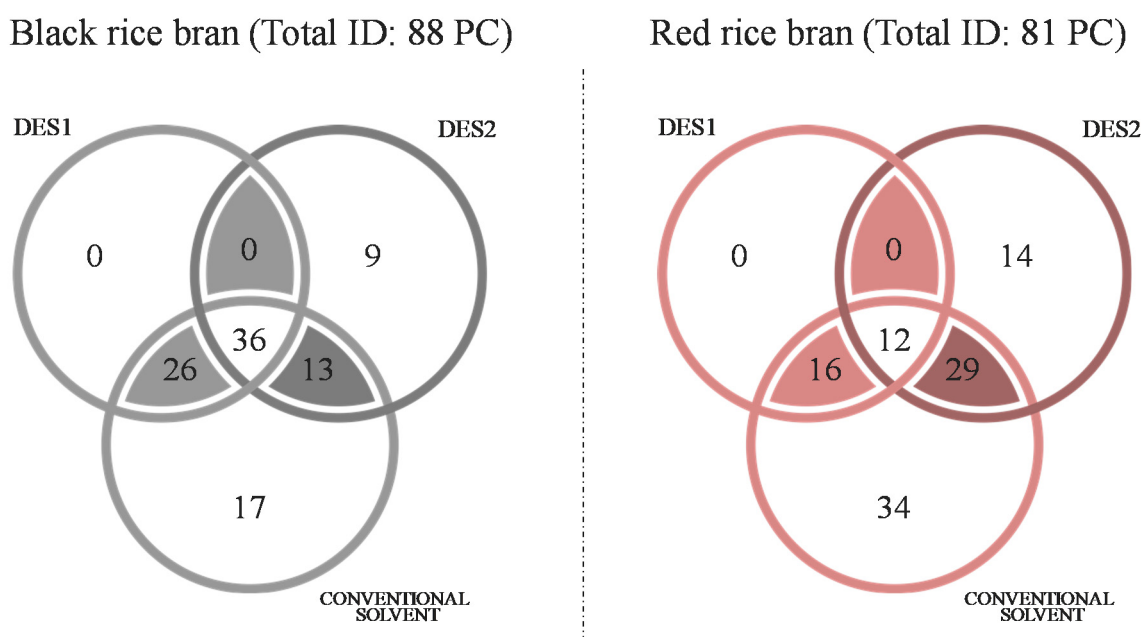 Black rice bran (Total ID: 88 PC)
DES1
DES2
0
0
9
36
26
13
17
CONVENTIONAL
SOLVENT
Red rice bran (Total ID: 81 PC)
DES1
DES2
0
0
14
12
16
29
34
CONVENTIONAL
SOLVENT